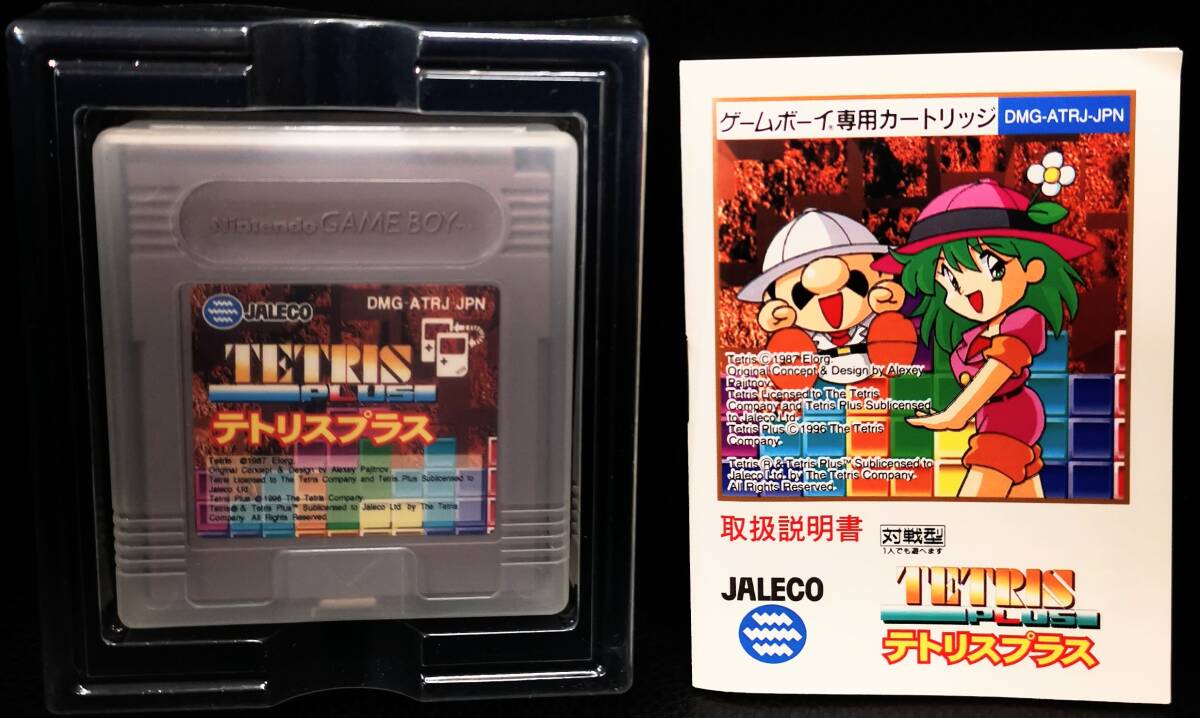 Nintendo GAME BOY
JALECO
DMG-ATRJ-JPN
TETRIS
PLUS
テトリスプラス
Tetris ©1987 Elorg.
Original Concept & Design by Alexey Pajitnov.
Tetris Licensed to The Tetris Company and Tetris Plus Sublicensed to
Jaleco Ltd.
Tetris Plus ©1996 The Tetris Company.
Tetris® & Tetris Plus™ Sublicensed to Jaleco Ltd. by The Tetris
Company. All Rights Reserved.
ゲームボーイ®専用カートリッジ DMG-ATRJ-JPN
Tetris © 1987 Elorg.
Original Concept & Design by Alexey
Pajitnov.
Tetris Licensed to The Tetris
Company and Tetris Plus Sublicensed
to Jaleco Ltd.
Tetris Plus © 1996 The Tetris
Company.
Tetris ® & Tetris Plus™ Sublicensed to
Jaleco Ltd. by The Tetris Company.
All Rights Reserved.
取扱説明書
対戦型
1人でも遊べます
JALECO
TETRIS
PLUS
テトリスプラス